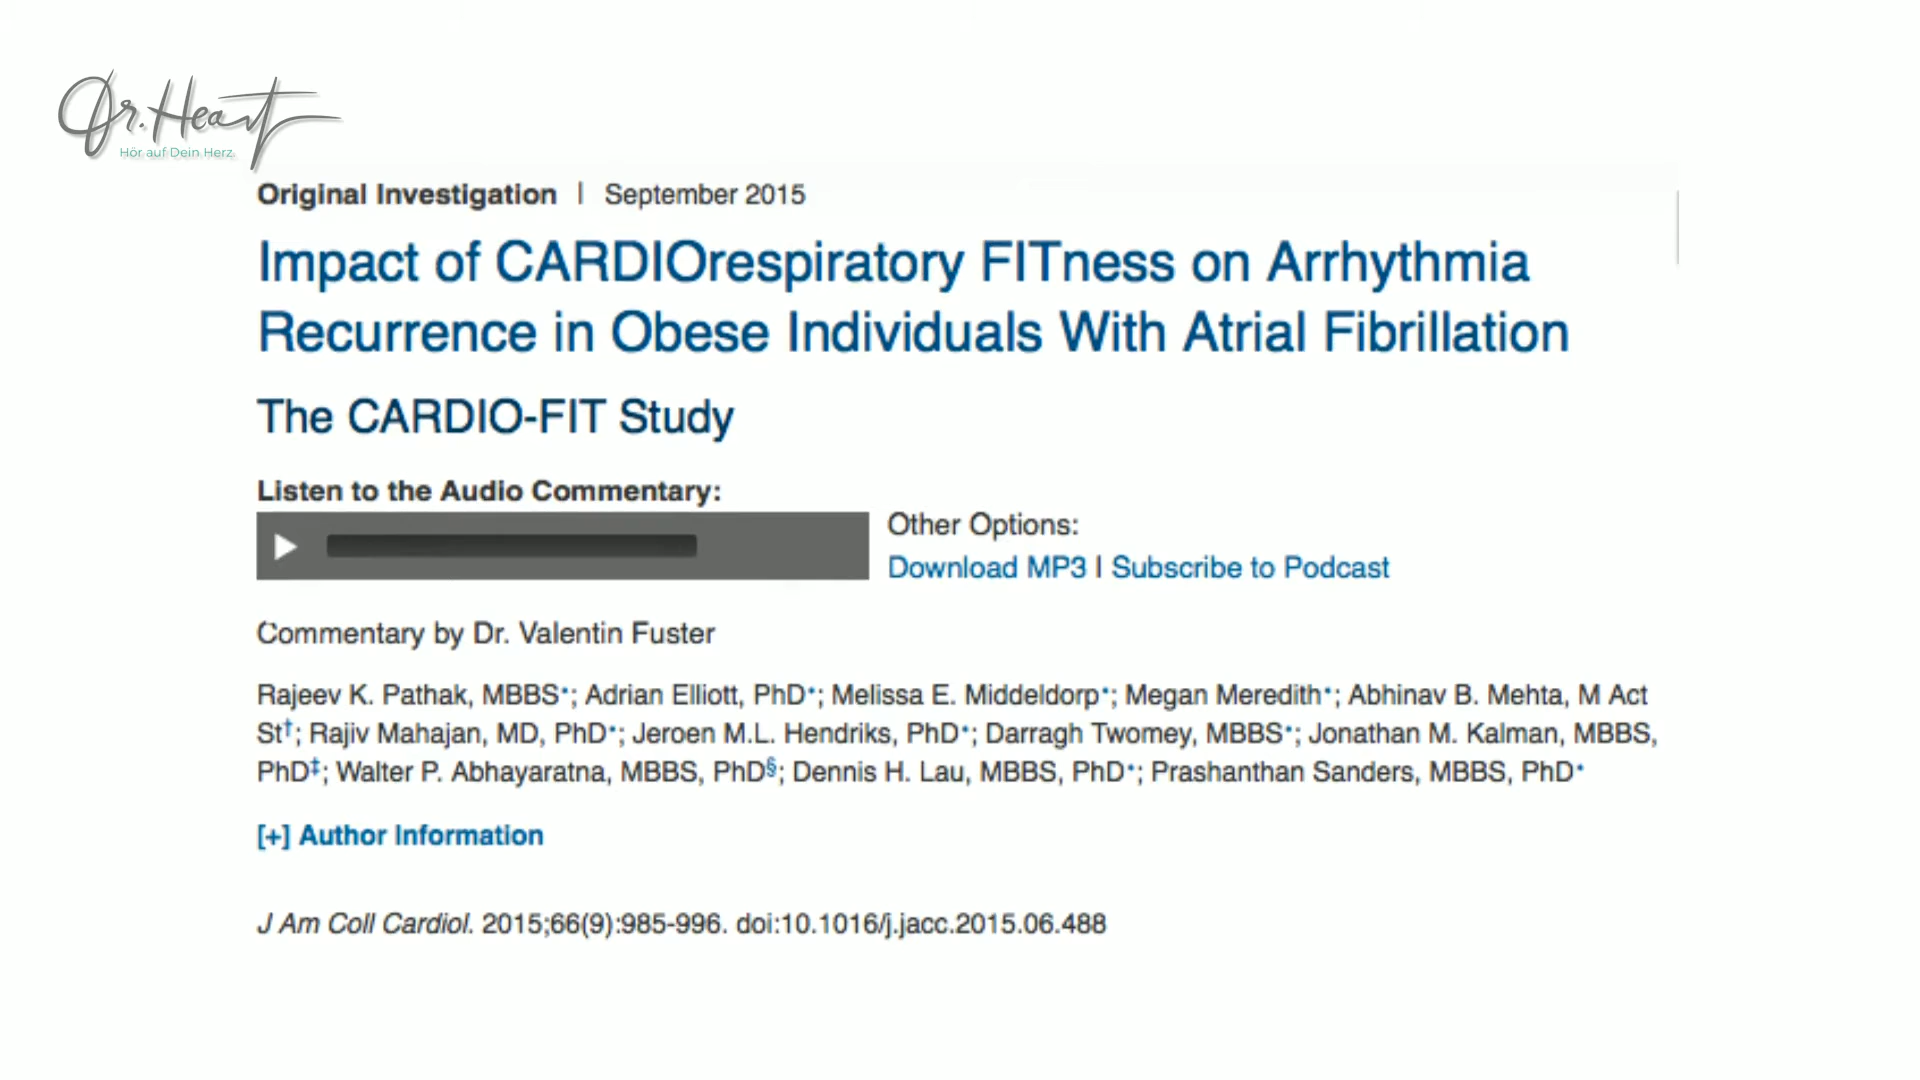 Dr. Heart
Hör auf Dein Herz
Original Investigation | September 2015
Impact of CARDIOrespiratory FITness on Arrhythmia
Recurrence in Obese Individuals With Atrial Fibrillation
The CARDIO-FIT Study
Listen to the Audio Commentary:
Other Options:
Download MP3 | Subscribe to Podcast
Commentary by Dr. Valentin Fuster
Rajeev K. Pathak, MBBS*; Adrian Elliott, PhD*; Melissa E. Middeldorp*; Megan Meredith*; Abhinav B. Mehta, M Act
St†; Rajiv Mahajan, MD, PhD*; Jeroen M.L. Hendriks, PhD*; Darragh Twomey, MBBS*; Jonathan M. Kalman, MBBS,
PhD‡; Walter P. Abhayaratna, MBBS, PhD§; Dennis H. Lau, MBBS, PhD*; Prashanthan Sanders, MBBS, PhD*
[+] Author Information
J Am Coll Cardiol. 2015;66(9):985-996. doi:10.1016/j.jacc.2015.06.488